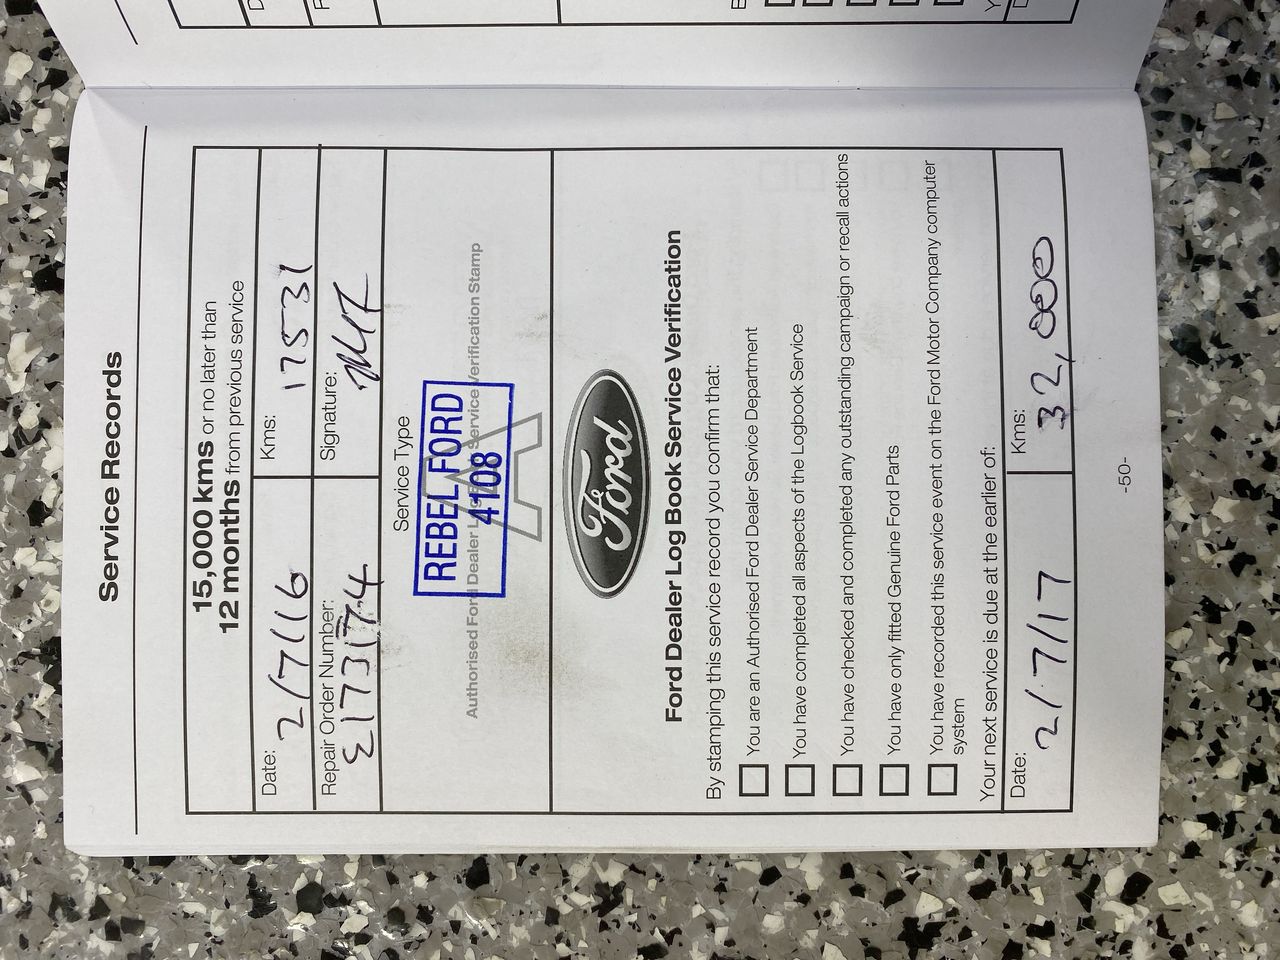 Service Records
15,000 kms or no later than
12 months from previous service
Date: 2/7/16 Kms: 17531
Repair Order Number: Signature:
E173174
Service Type
REBEL FORD
4108
Authorised Ford Dealer Service Verification Stamp
Ford
Ford Dealer Log Book Service Verification
By stamping this service record you confirm that:
You are an Authorised Ford Dealer Service Department
You have completed all aspects of the Logbook Service
You have checked and completed any outstanding campaign or recall actions
You have only fitted Genuine Ford Parts
You have recorded this service event on the Ford Motor Company computer
system
Your next service is due at the earlier of:
Date: 2/7/17 Kms: 32,000
-50-